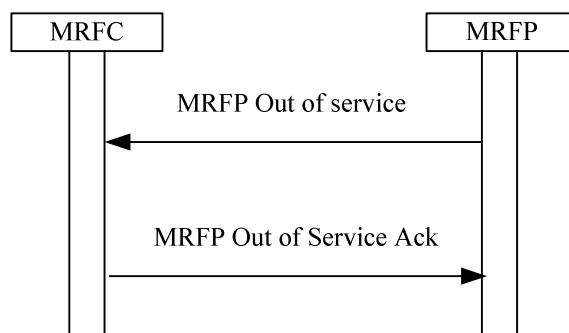 MRFC
MRFP
MRFP Out of service
MRFP Out of Service Ack